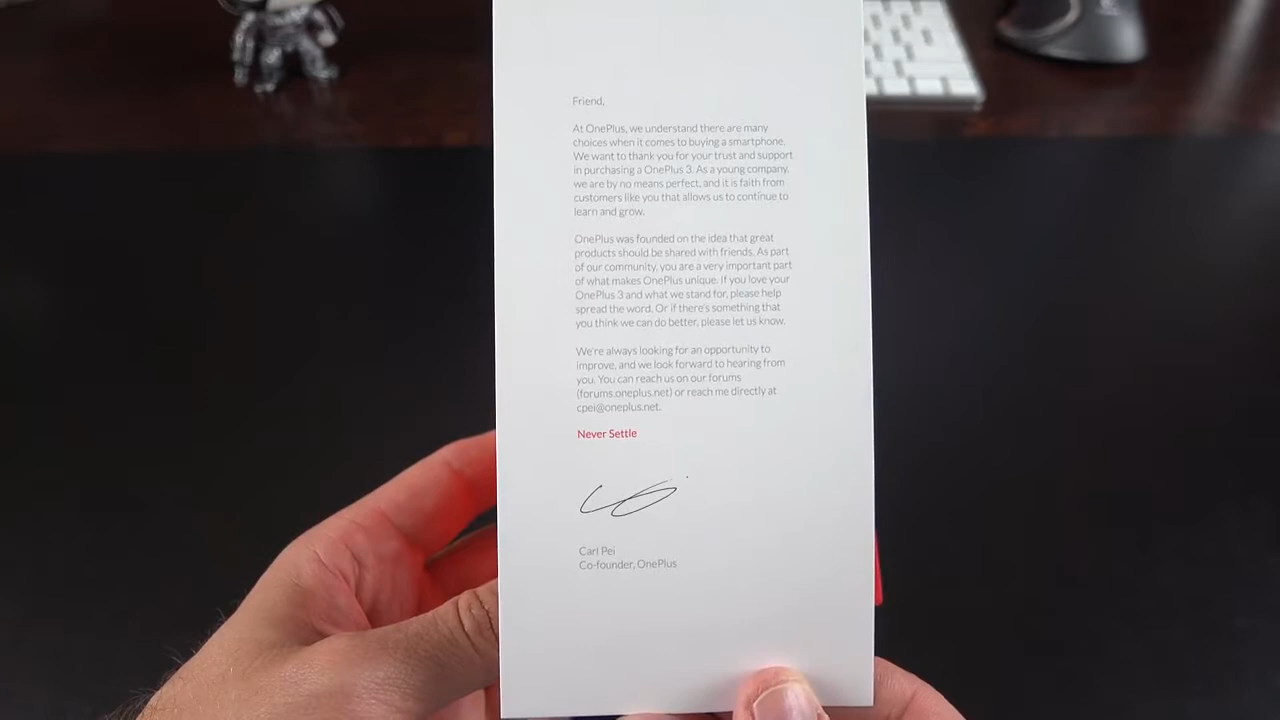 Friend,
At OnePlus, we understand there are many
choices when it comes to buying a smartphone.
We want to thank you for your trust and support
in purchasing a OnePlus 3. As a young company,
we are by no means perfect, and it is faith from
customers like you that allows us to continue to
learn and grow.
OnePlus was founded on the idea that great
products should be shared with friends. As part
of our community, you are a very important part
of what makes OnePlus unique. If you love your
OnePlus 3 and what we stand for, please help
spread the word. Or if there's something that
you think we can do better, please let us know.
We're always looking for an opportunity to
improve, and we look forward to hearing from
you. You can reach us on our forums
(forums.oneplus.net) or reach me directly at
cpei@oneplus.net.
Never Settle
Carl Pei
Co-founder, OnePlus